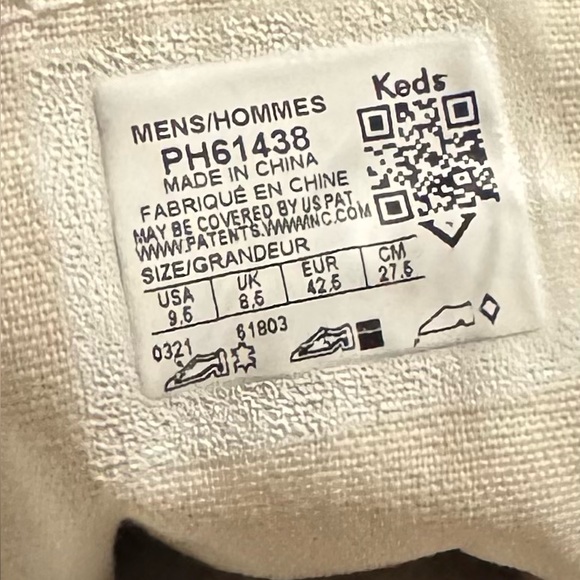 Keds
MENS/HOMMES
PH61438
MADE IN CHINA
FABRIQUÉ EN CHINE
MAY BE COVERED BY US PAT
WWW.PATENTS.WWWINC.COM
SIZE/GRANDEUR
USA UK EUR CM
9.5 8.5 42.5 27.5
0321 61803